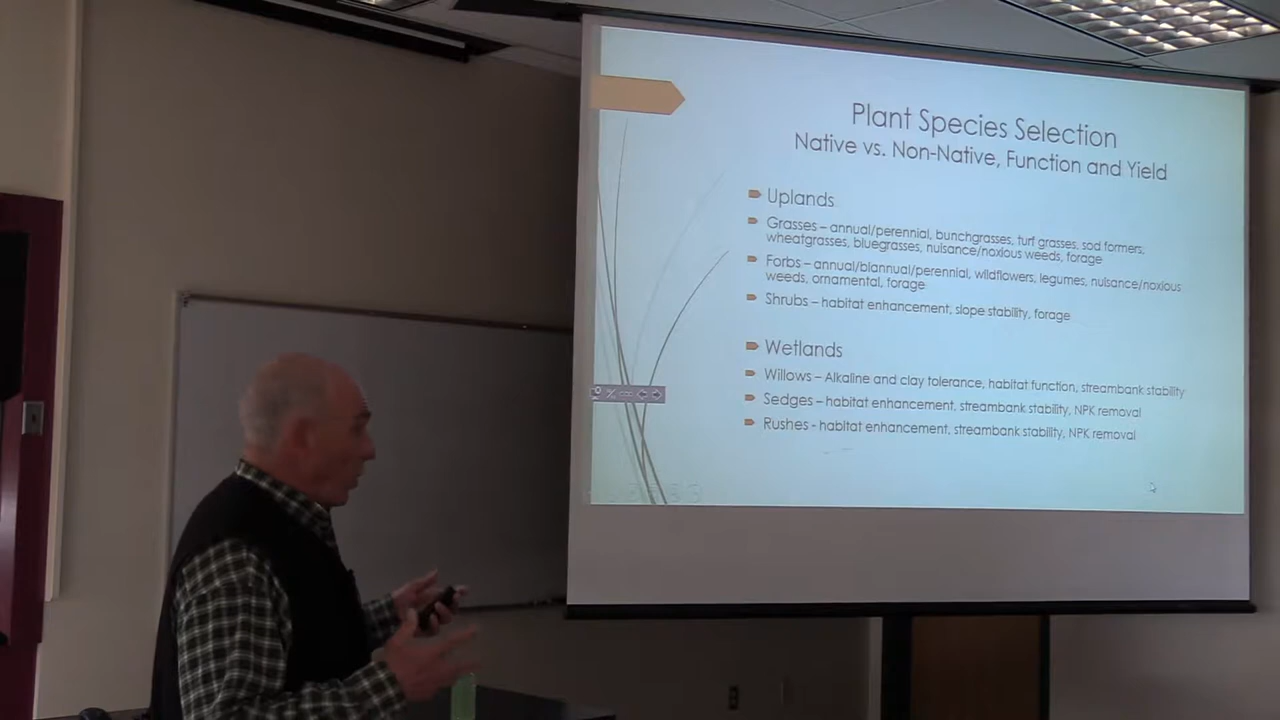 Plant Species Selection
Native vs. Non-Native, Function and Yield
Uplands
Grasses – annual/perennial, bunchgrasses, turf grasses, sod formers,
wheatgrasses, bluegrasses, nuisance/noxious weeds, forage
Forbs – annual/biannual/perennial, wildflowers, legumes, nuisance/noxious
weeds, ornamental, forage
Shrubs – habitat enhancement, slope stability, forage
Wetlands
Willows – Alkaline and clay tolerance, habitat function, streambank stability
Sedges – habitat enhancement, streambank stability, NPK removal
Rushes - habitat enhancement, streambank stability, NPK removal